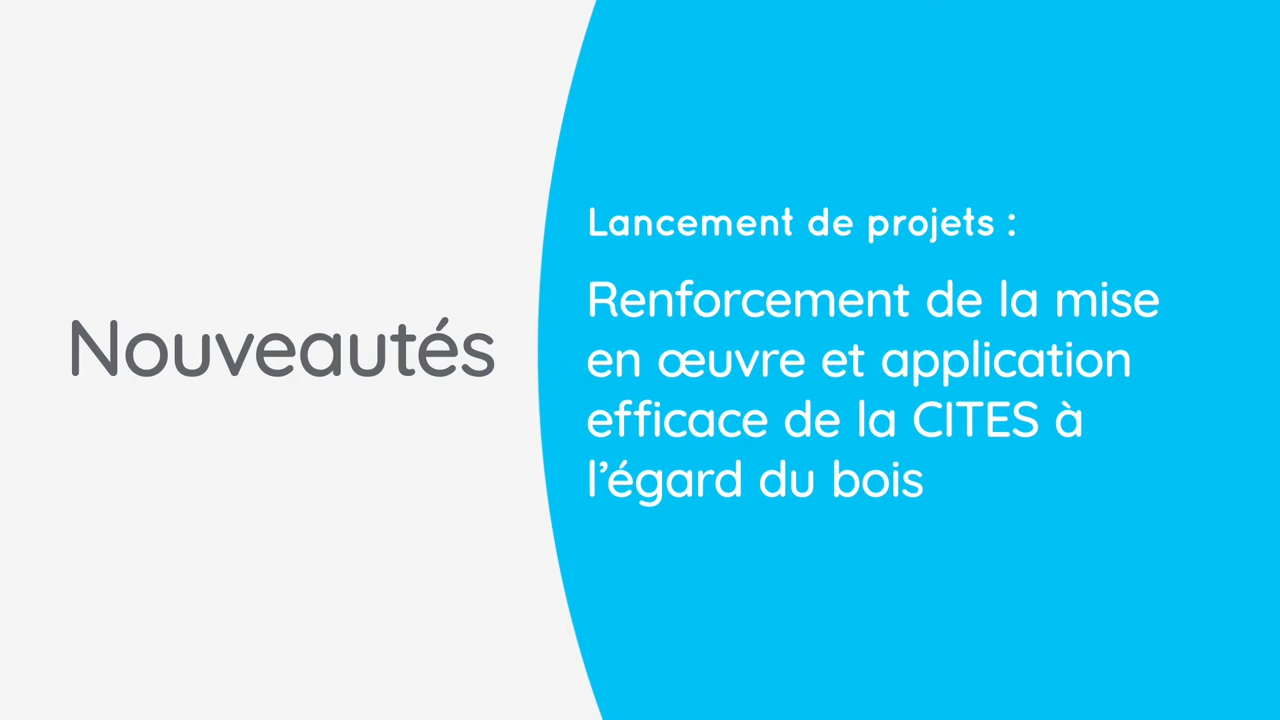 Nouveautés
Lancement de projets :
Renforcement de la mise
en œuvre et application
efficace de la CITES à
l’égard du bois